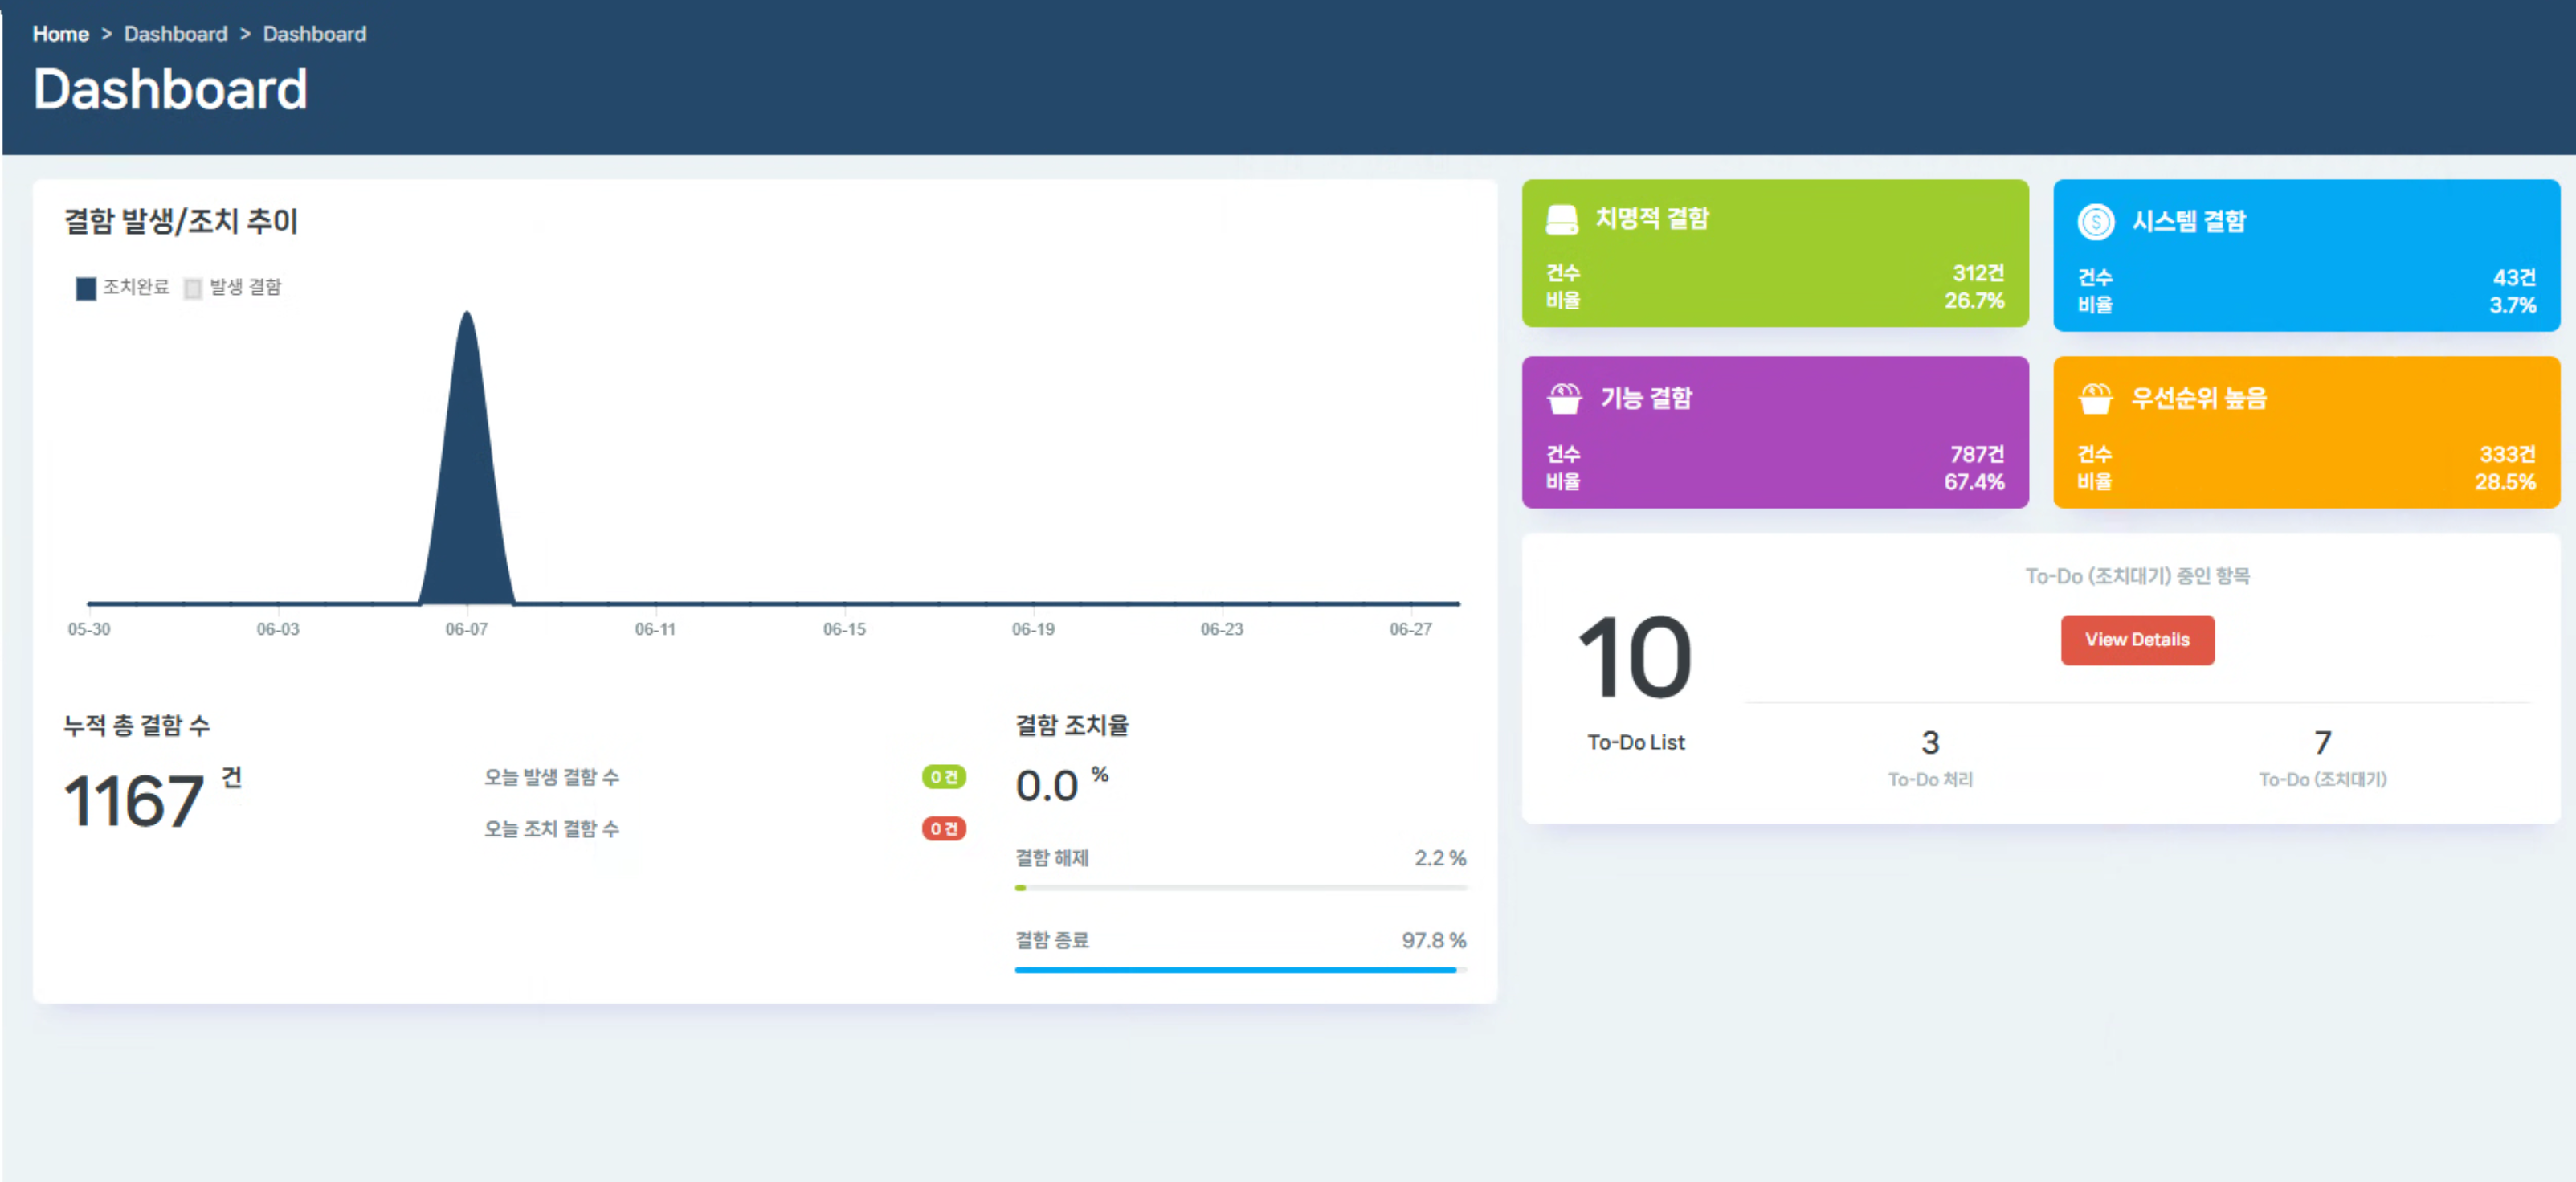 Home > Dashboard > Dashboard
Dashboard
결함 발생/조치 추이
조치완료 발생 결함
05-30 06-03 06-07 06-11 06-15 06-19 06-23 06-27
누적 총 결함 수
1167 건
오늘 발생 결함 수 0 건
오늘 조치 결함 수 0 건
결함 조치율
0.0 %
결함 해제 2.2 %
결함 종료 97.8 %
치명적 결함
건수 312건
비율 26.7%
시스템 결함
건수 43건
비율 3.7%
기능 결함
건수 787건
비율 67.4%
우선순위 높음
건수 333건
비율 28.5%
10
To-Do List
To-Do (조치대기) 중인 항목
View Details
3
To-Do 처리
7
To-Do (조치대기)